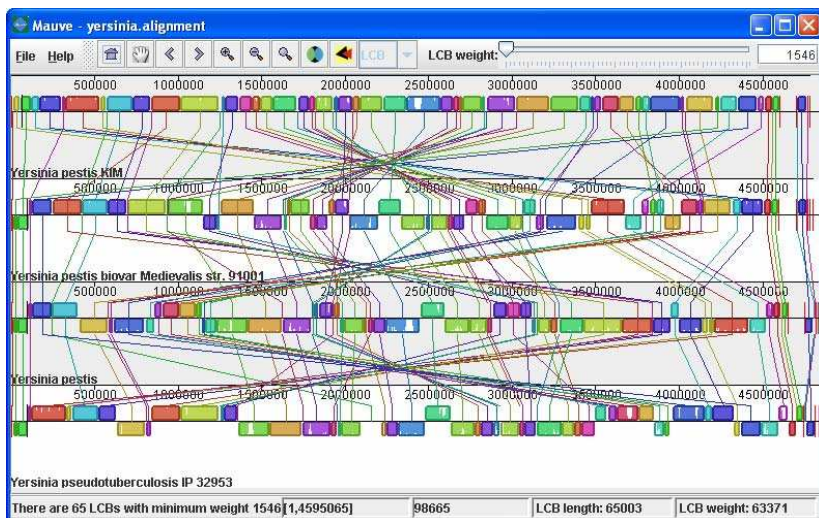 Mauve - yersinia.alignment
File Help LCB LCB weight: 1546
500000 1000000 1500000 2000000 2500000 3000000 3500000 4000000 4500000
Yersinia pestis KIM
500000 1000000 1500000 2000000 2500000 3000000 3500000 4000000 4500000
Yersinia pestis biovar Medievalis str. 91001
500000 1000000 1500000 2000000 2500000 3000000 3500000 4000000 4500000
Yersinia pestis
500000 1000000 1500000 2000000 2500000 3000000 3500000 4000000 4500000
Yersinia pseudotuberculosis IP 32953
There are 65 LCBs with minimum weight 1546 [1,4595065] 98665 LCB length: 65003 LCB weight: 63371